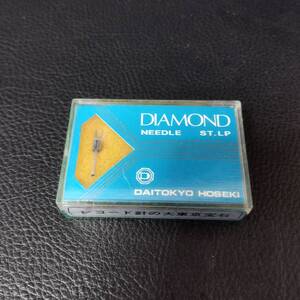 DIAMOND
NEEDLE ST. LP
DAITOKYO HOSEKI